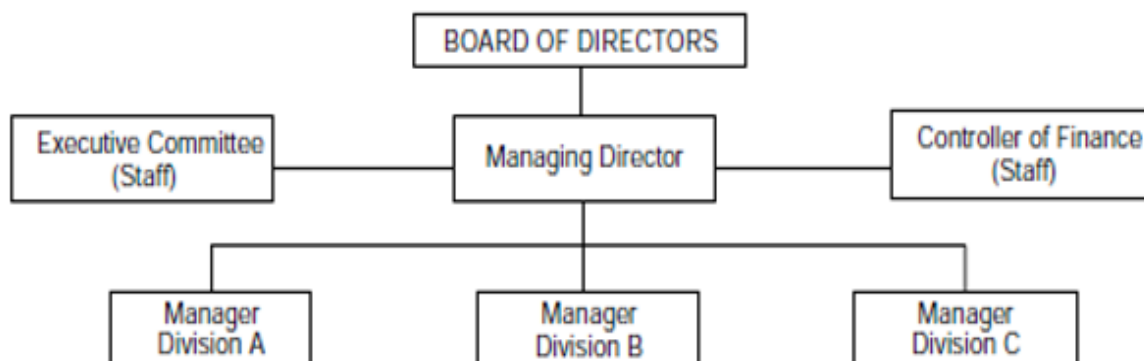 BOARD OF DIRECTORS
Executive Committee
(Staff)
Managing Director
Controller of Finance
(Staff)
Manager
Division A
Manager
Division B
Manager
Division C